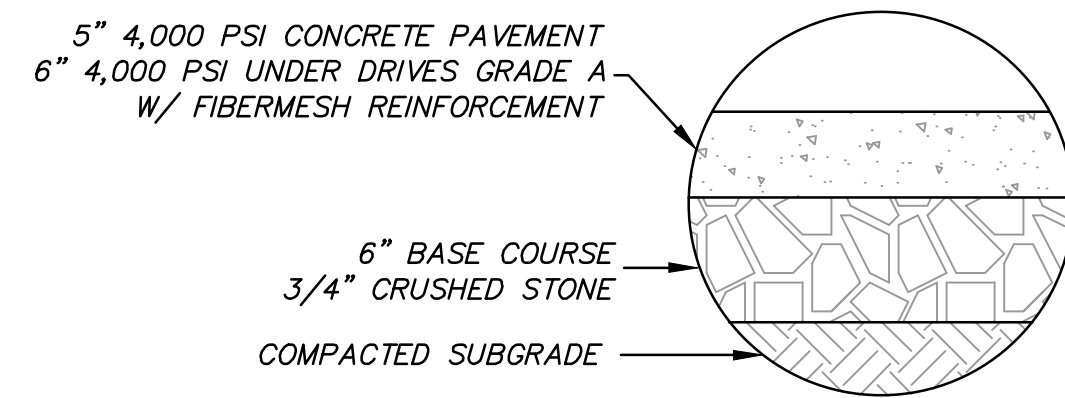 5” 4,000 PSI CONCRETE PAVEMENT
6” 4,000 PSI UNDER DRIVES GRADE A
W/ FIBERMESH REINFORCEMENT
6” BASE COURSE
3/4” CRUSHED STONE
COMPACTED SUBGRADE